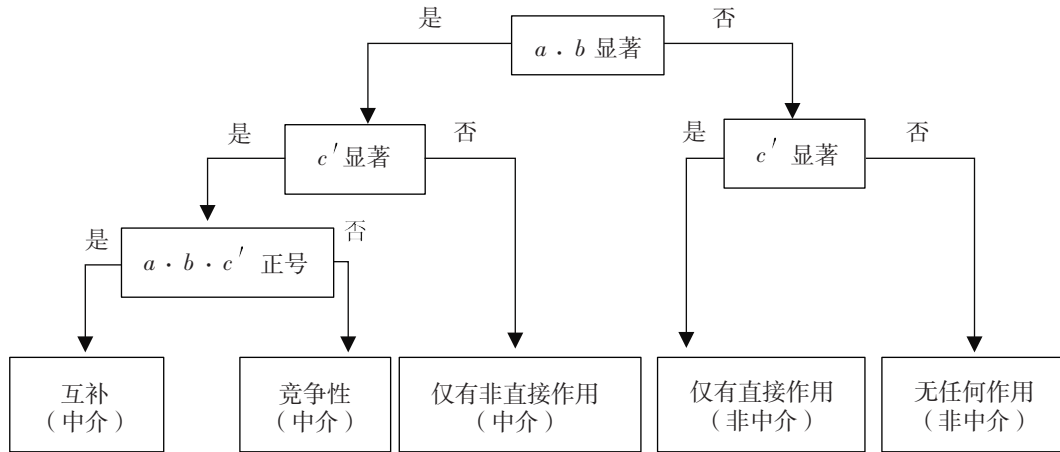 是
否
a · b 显著
是
否
是
否
c′显著
c′ 显著
是
否
a · b · c′ 正号
互补
（中介）
竞争性
（中介）
仅有非直接作用
（中介）
仅有直接作用
（非中介）
无任何作用
（非中介）